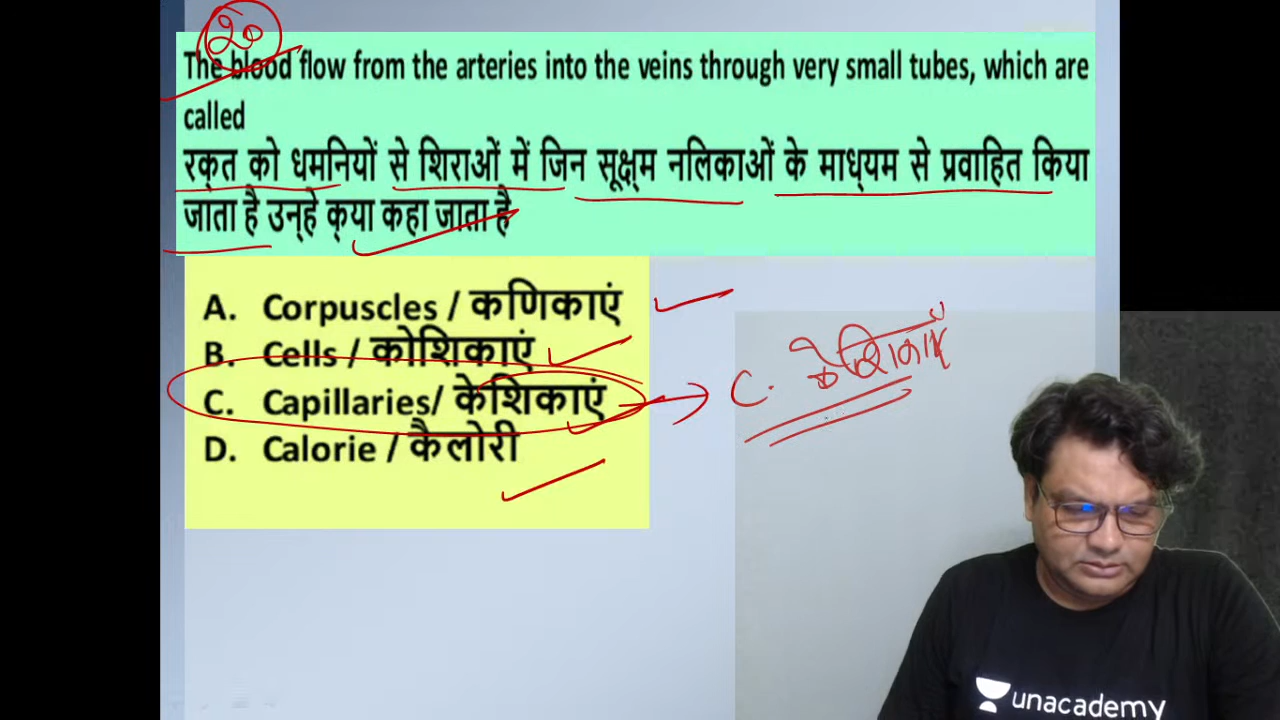 20
The blood flow from the arteries into the veins through very small tubes, which are
called
रक्त को धमनियों से शिराओं में जिन सूक्ष्म नलिकाओं के माध्यम से प्रवाहित किया
जाता है उन्हे क्या कहा जाता है
A. Corpuscles / कणिकाएं
B. Cells / कोशिकाएं
C. Capillaries/ केशिकाएं
D. Calorie / कैलोरी
C. केशिकाएं
unacademy